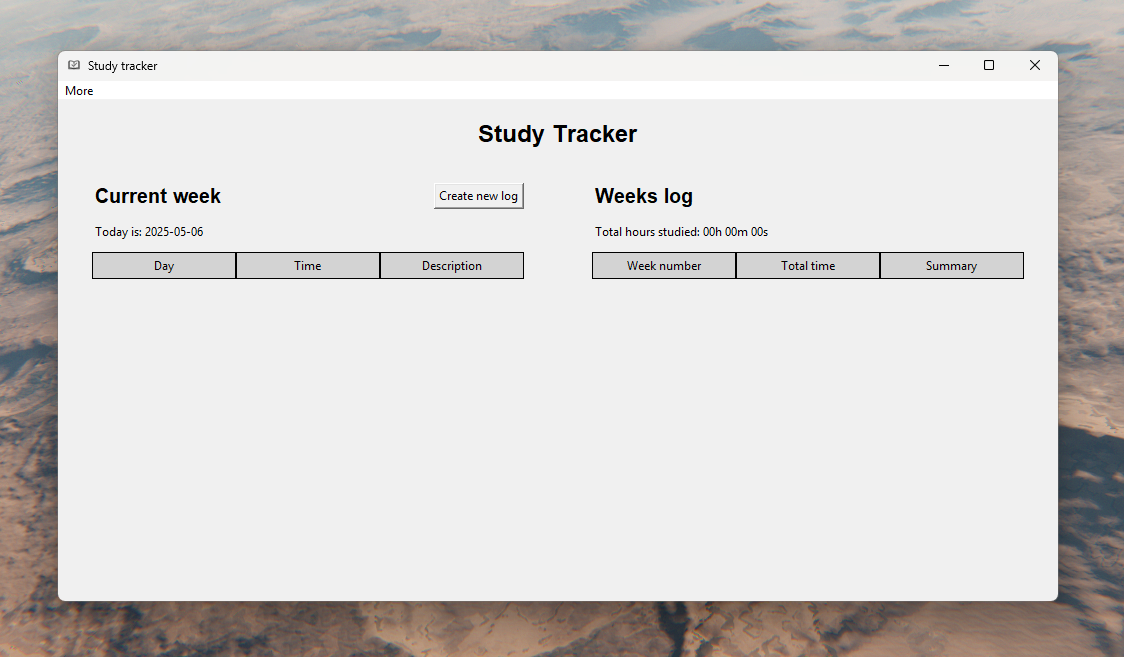 Study tracker
More
Study Tracker
Current week
Create new log
Today is: 2025-05-06
Day Time Description
Weeks log
Total hours studied: 00h 00m 00s
Week number Total time Summary